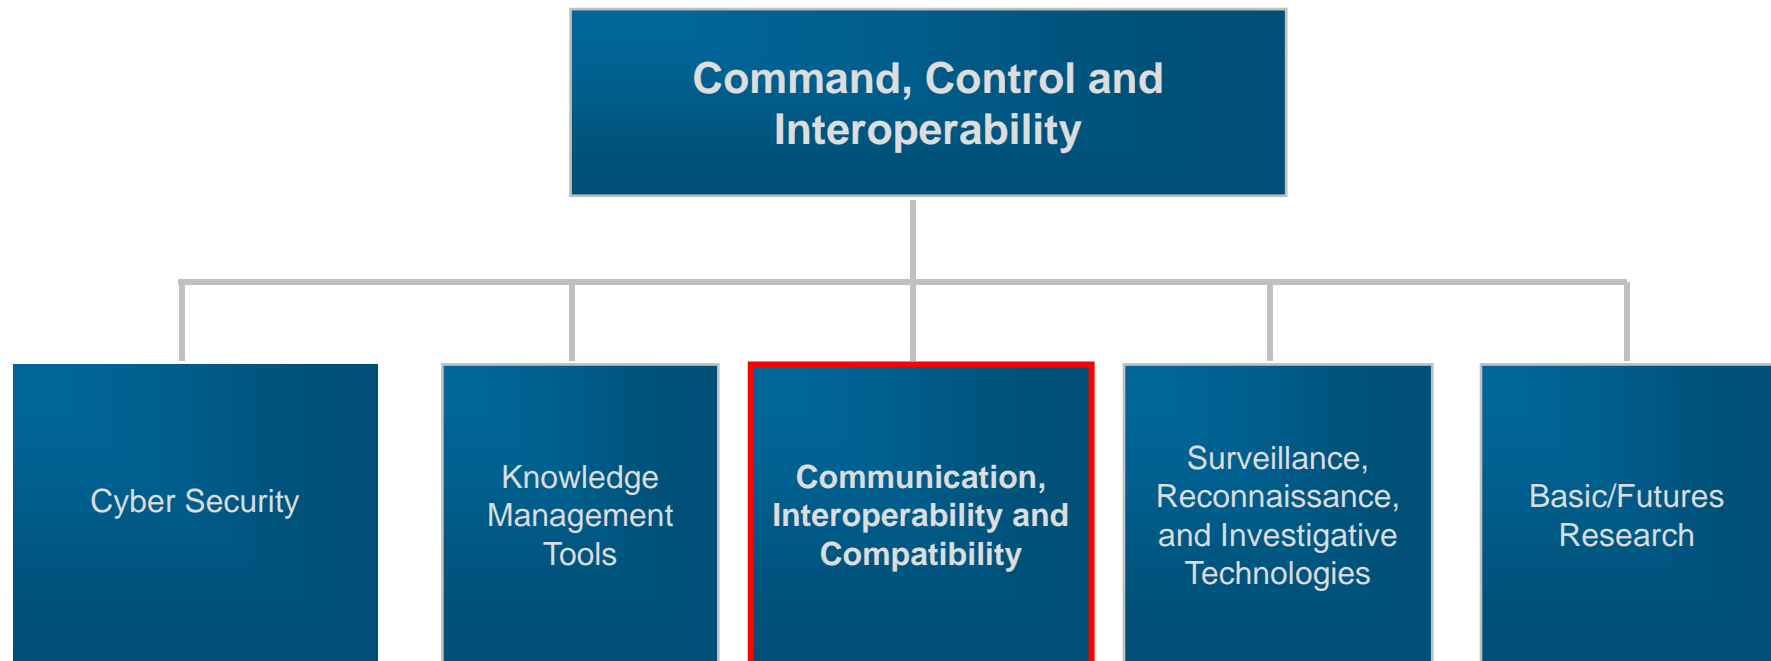 Command, Control and
Interoperability
Cyber Security
Knowledge
Management
Tools
Communication,
Interoperability and
Compatibility
Surveillance,
Reconnaissance,
and Investigative
Technologies
Basic/Futures
Research